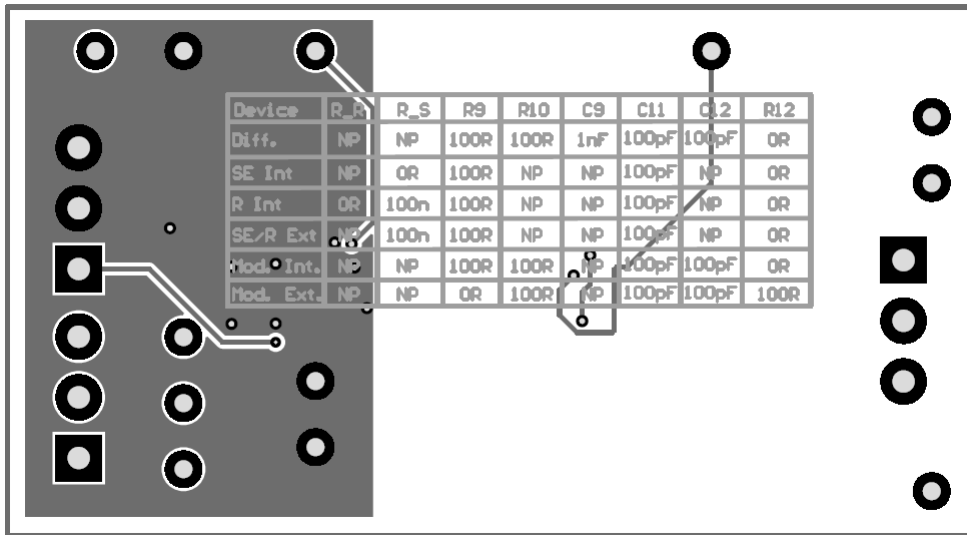 Device R_R R_S R9 R10 C9 C11 C12 R12
Diff. NP NP 100R 100R 1nF 100pF 100pF 0R
SE Int NP 0R 100R NP NP 100pF NP 0R
R Int 0R 100n 100R NP NP 100pF NP 0R
SE/R Ext NP 100n 100R NP NP 100pF NP 0R
Mod. Int. NP NP 100R 100R NP 100pF 100pF 0R
Mod. Ext. NP NP 0R 100R NP 100pF 100pF 100R